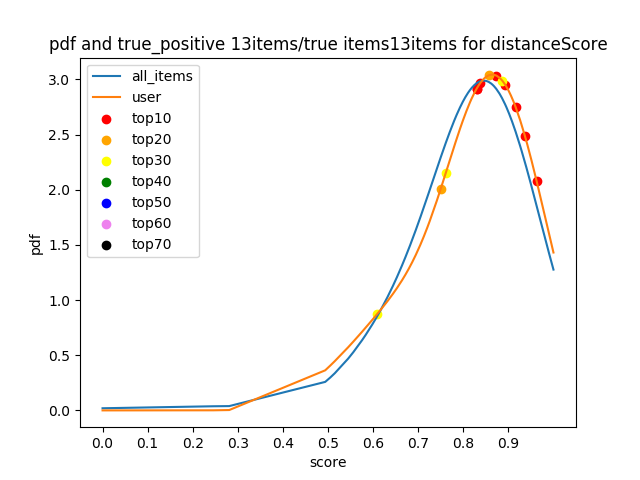 pdf and true_positive 13items/true items13items for distanceScore
all_items
user
top10
top20
top30
top40
top50
top60
top70
pdf
3.0
2.5
2.0
1.5
1.0
0.5
0.0
0.0 0.1 0.2 0.3 0.4 0.5 0.6 0.7 0.8 0.9
score